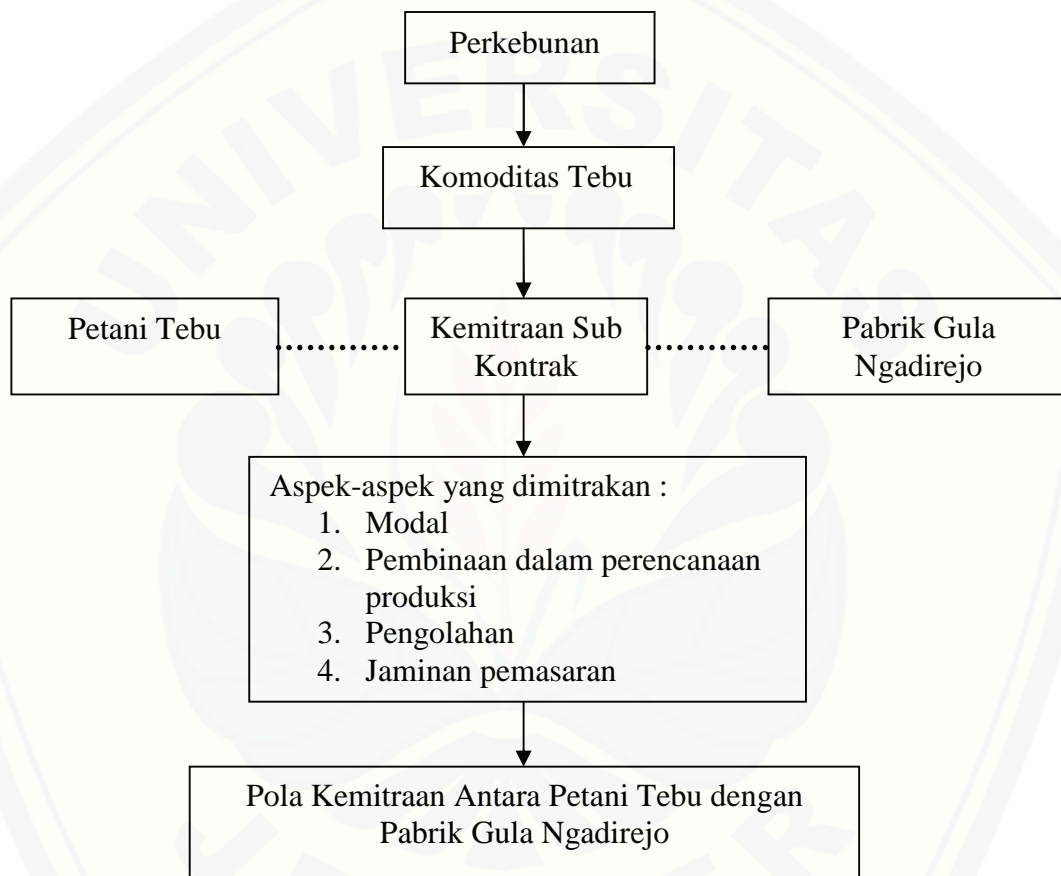 UNIVERSITAS
Perkebunan
Komoditas Tebu
Petani Tebu
Kemitraan Sub
Kontrak
Pabrik Gula
Ngadirejo
Aspek-aspek yang dimitrakan :
1. Modal
2. Pembinaan dalam perencanaan
produksi
3. Pengolahan
4. Jaminan pemasaran
Pola Kemitraan Antara Petani Tebu dengan
Pabrik Gula Ngadirejo